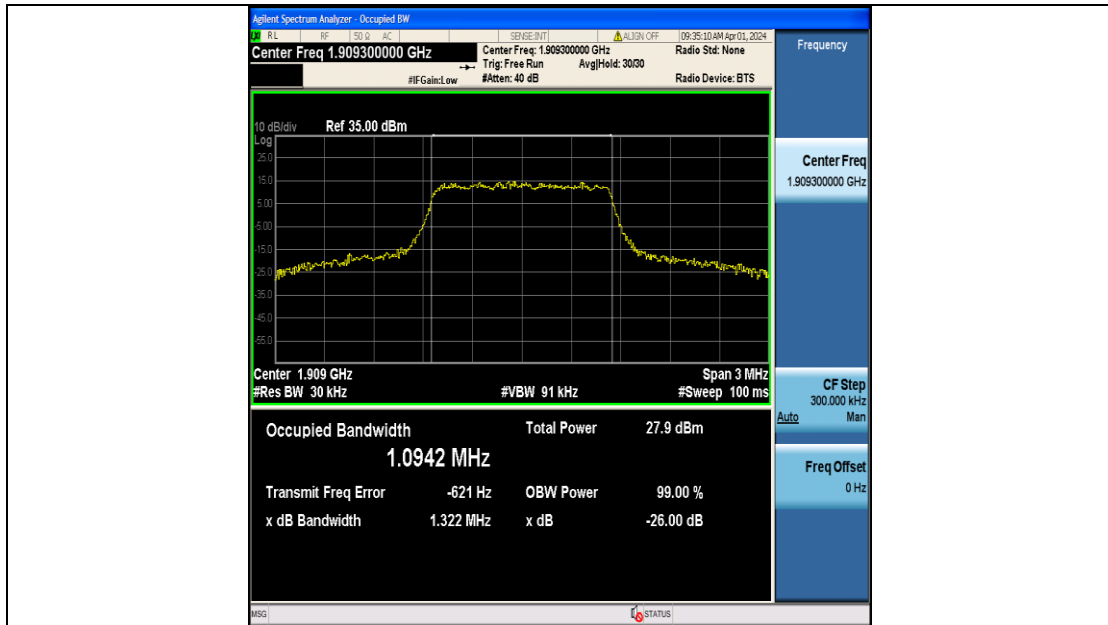 Agilent Spectrum Analyzer - Occupied BW
RL RF 50 Ω AC SENSE:INT ALIGN OFF 09:35:10 AM Apr 01, 2024
Center Freq 1.909300000 GHz
Center Freq: 1.909300000 GHz Radio Std: None
Trig: Free Run Avg|Hold: 30/30
#IFGain:Low #Atten: 40 dB Radio Device: BTS
10 dB/div Ref 35.00 dBm
Log
25.0
15.0
5.00
-5.00
-15.0
-25.0
-35.0
-45.0
-55.0
Center 1.909 GHz Span 3 MHz
#Res BW 30 kHz #VBW 91 kHz #Sweep 100 ms
Occupied Bandwidth Total Power 27.9 dBm
1.0942 MHz
Transmit Freq Error -621 Hz OBW Power 99.00 %
x dB Bandwidth 1.322 MHz x dB -26.00 dB
Frequency
Center Freq
1.909300000 GHz
CF Step
300.000 kHz
Auto Man
Freq Offset
0 Hz
MSG STATUS